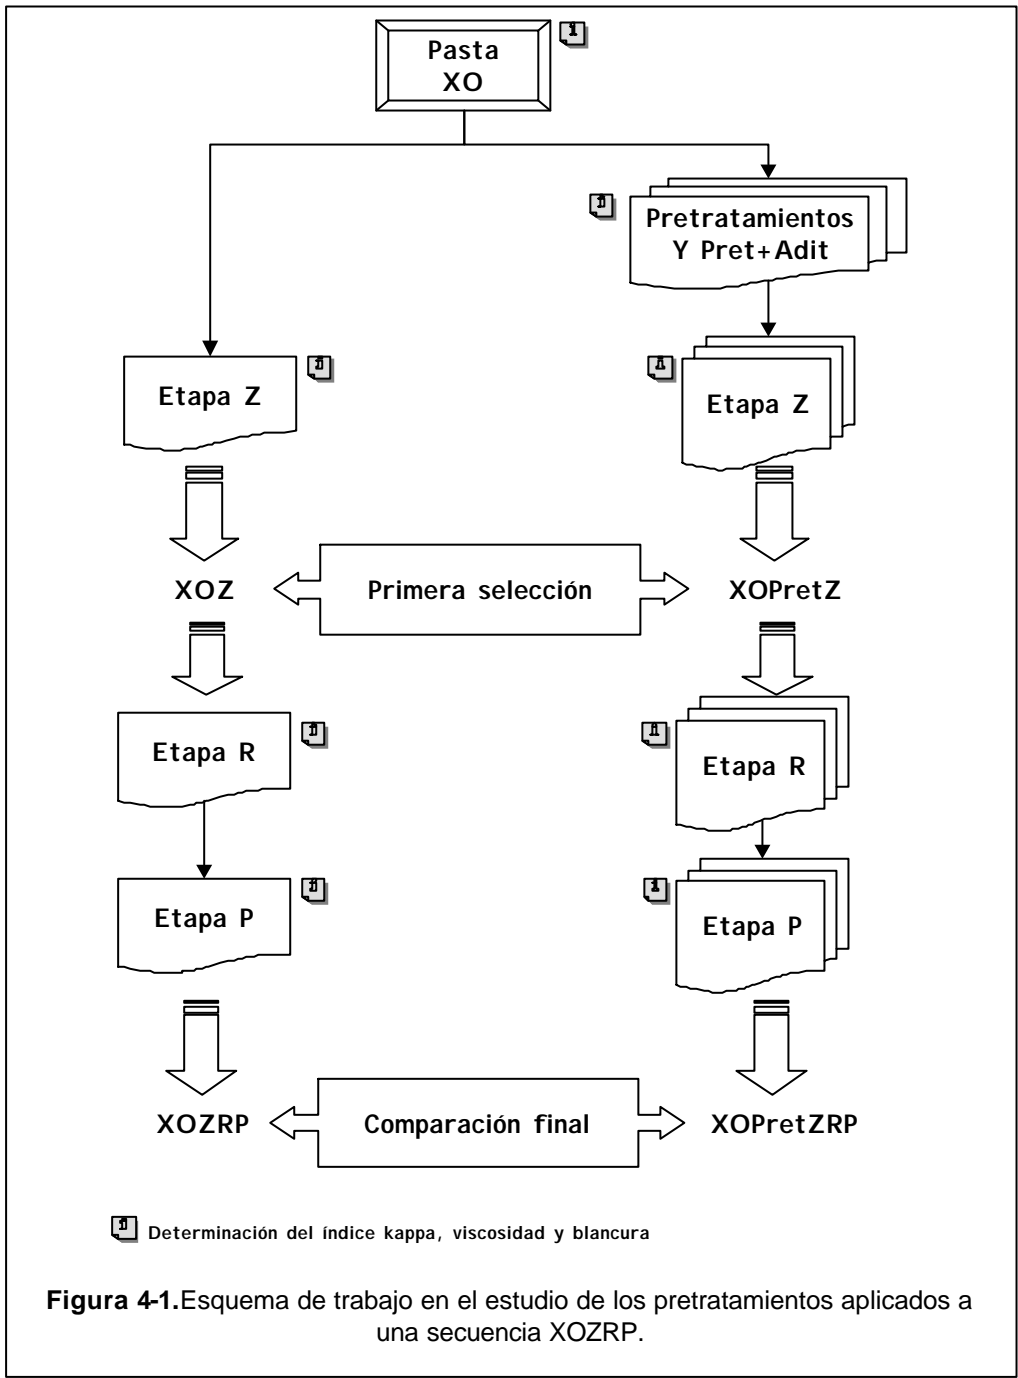 Pasta
XO
Pretratamientos
Y Pret+Adit
Etapa Z
Etapa Z
XOZ
Primera selección
XOPretZ
Etapa R
Etapa R
Etapa P
Etapa P
XOZRP
Comparación final
XOPretZRP
Determinación del índice kappa, viscosidad y blancura
Figura 4-1.Esquema de trabajo en el estudio de los pretratamientos aplicados a
una secuencia XOZRP.